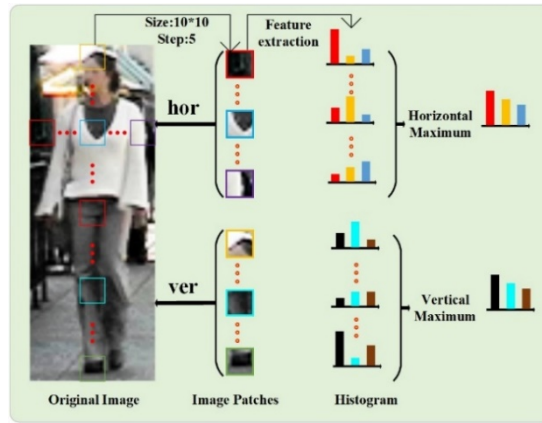 Size:10*10
Step:5
Feature
extraction
hor
Horizontal
Maximum
ver
Vertical
Maximum
Original Image
Image Patches
Histogram